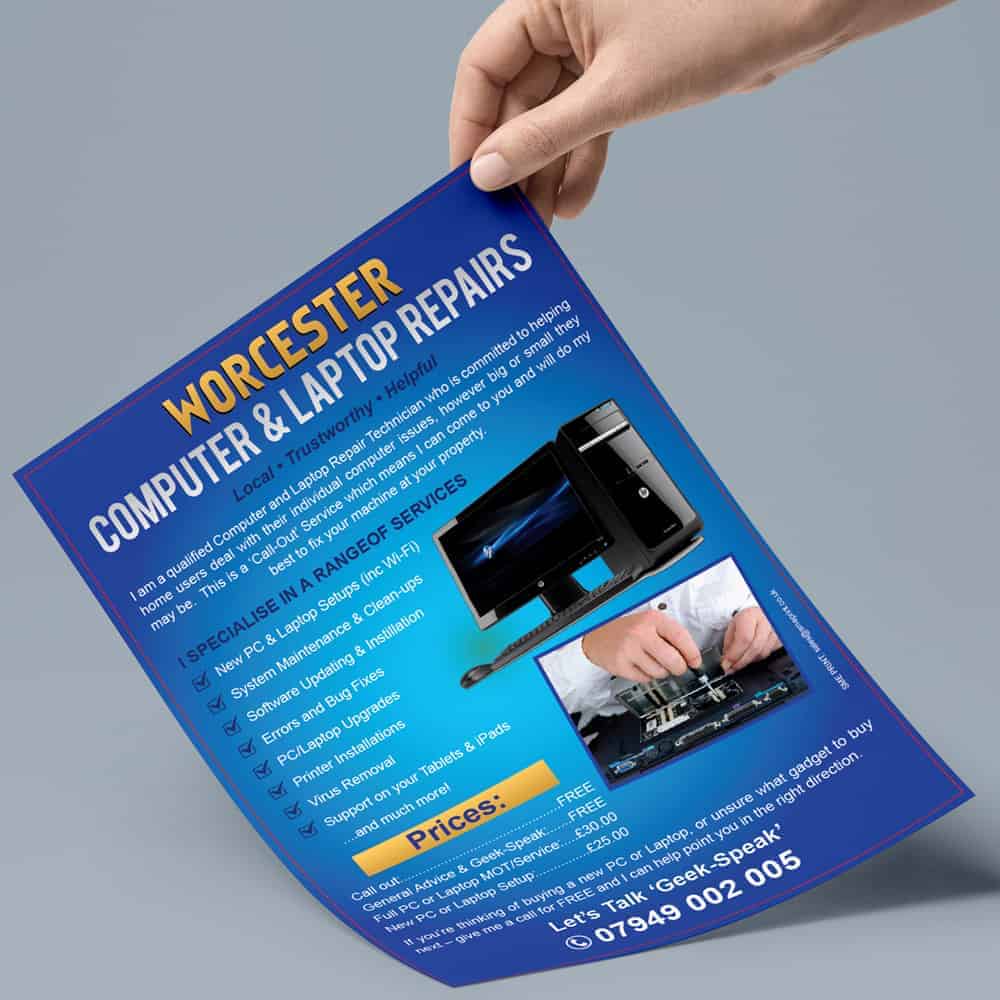 WORCESTER
COMPUTER & LAPTOP REPAIRS
Local • Trustworthy • Helpful
I am a qualified Computer and Laptop Repair Technician who is committed to helping
home users deal with their individual computer issues, however big or small they
may be. This is a 'Call-Out' Service which means I can come to you and will do my
best to fix your machine at your property.
I SPECIALISE IN A RANGEOF SERVICES
New PC & Laptop Setups (inc Wi-Fi)
System Maintenance & Clean-ups
Software Updating & Instillation
Errors and Bug Fixes
PC/Laptop Upgrades
Printer Installations
Virus Removal
Support on your Tablets & iPads
...and much more!
SME PRINT sales@smeprint.co.uk
Prices:
Call out:..............................FREE
General Advice & Geek-Speak:......FREE
Full PC or Laptop MOT/Service:....£30.00
New PC or Laptop Setup:............£25.00
If you're thinking of buying a new PC or Laptop, or unsure what gadget to buy
next – give me a call for FREE and I can help point you in the right direction.
Let's Talk 'Geek-Speak'
07949 002 005